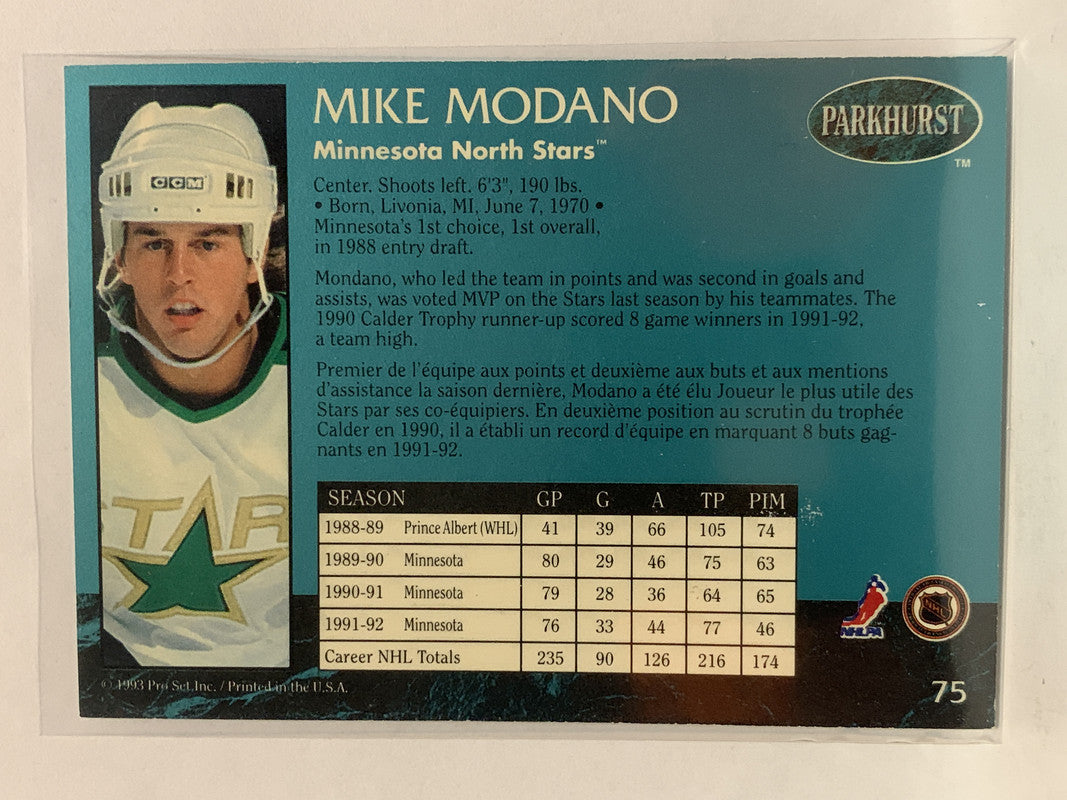 MIKE MODANO
Minnesota North Stars™
PARKHURST
TM
Center. Shoots left. 6'3", 190 lbs.
• Born, Livonia, MI, June 7, 1970 •
Minnesota's 1st choice, 1st overall,
in 1988 entry draft.
Mondano, who led the team in points and was second in goals and
assists, was voted MVP on the Stars last season by his teammates. The
1990 Calder Trophy runner-up scored 8 game winners in 1991-92,
a team high.
Premier de l'équipe aux points et deuxième aux buts et aux mentions
d'assistance la saison dernière, Modano a été élu Joueur le plus utile des
Stars par ses co-équipiers. En deuxième position au scrutin du trophée
Calder en 1990, il a établi un record d'équipe en marquant 8 buts gag-
nants en 1991-92.
SEASON GP G A TP PIM
1988-89 Prince Albert (WHL) 41 39 66 105 74
1989-90 Minnesota 80 29 46 75 63
1990-91 Minnesota 79 28 36 64 65
1991-92 Minnesota 76 33 44 77 46
Career NHL Totals 235 90 126 216 174
CCM
STAR
NHLPA
NHL
© 1993 Pro Set, Inc. / Printed in the U.S.A.
75